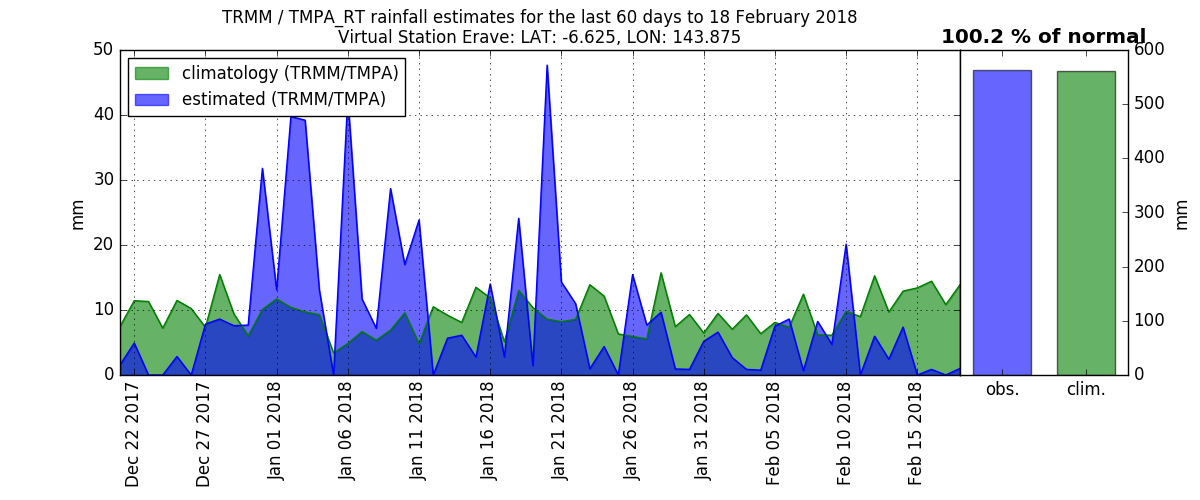 TRMM / TMPA_RT rainfall estimates for the last 60 days to 18 February 2018
Virtual Station Erave: LAT: -6.625, LON: 143.875
100.2 % of normal
climatology (TRMM/TMPA)
estimated (TRMM/TMPA)
50
40
30
20
10
0
mm
600
500
400
300
200
100
0
mm
obs.
clim.
Dec 22 2017
Dec 27 2017
Jan 01 2018
Jan 06 2018
Jan 11 2018
Jan 16 2018
Jan 21 2018
Jan 26 2018
Jan 31 2018
Feb 05 2018
Feb 10 2018
Feb 15 2018